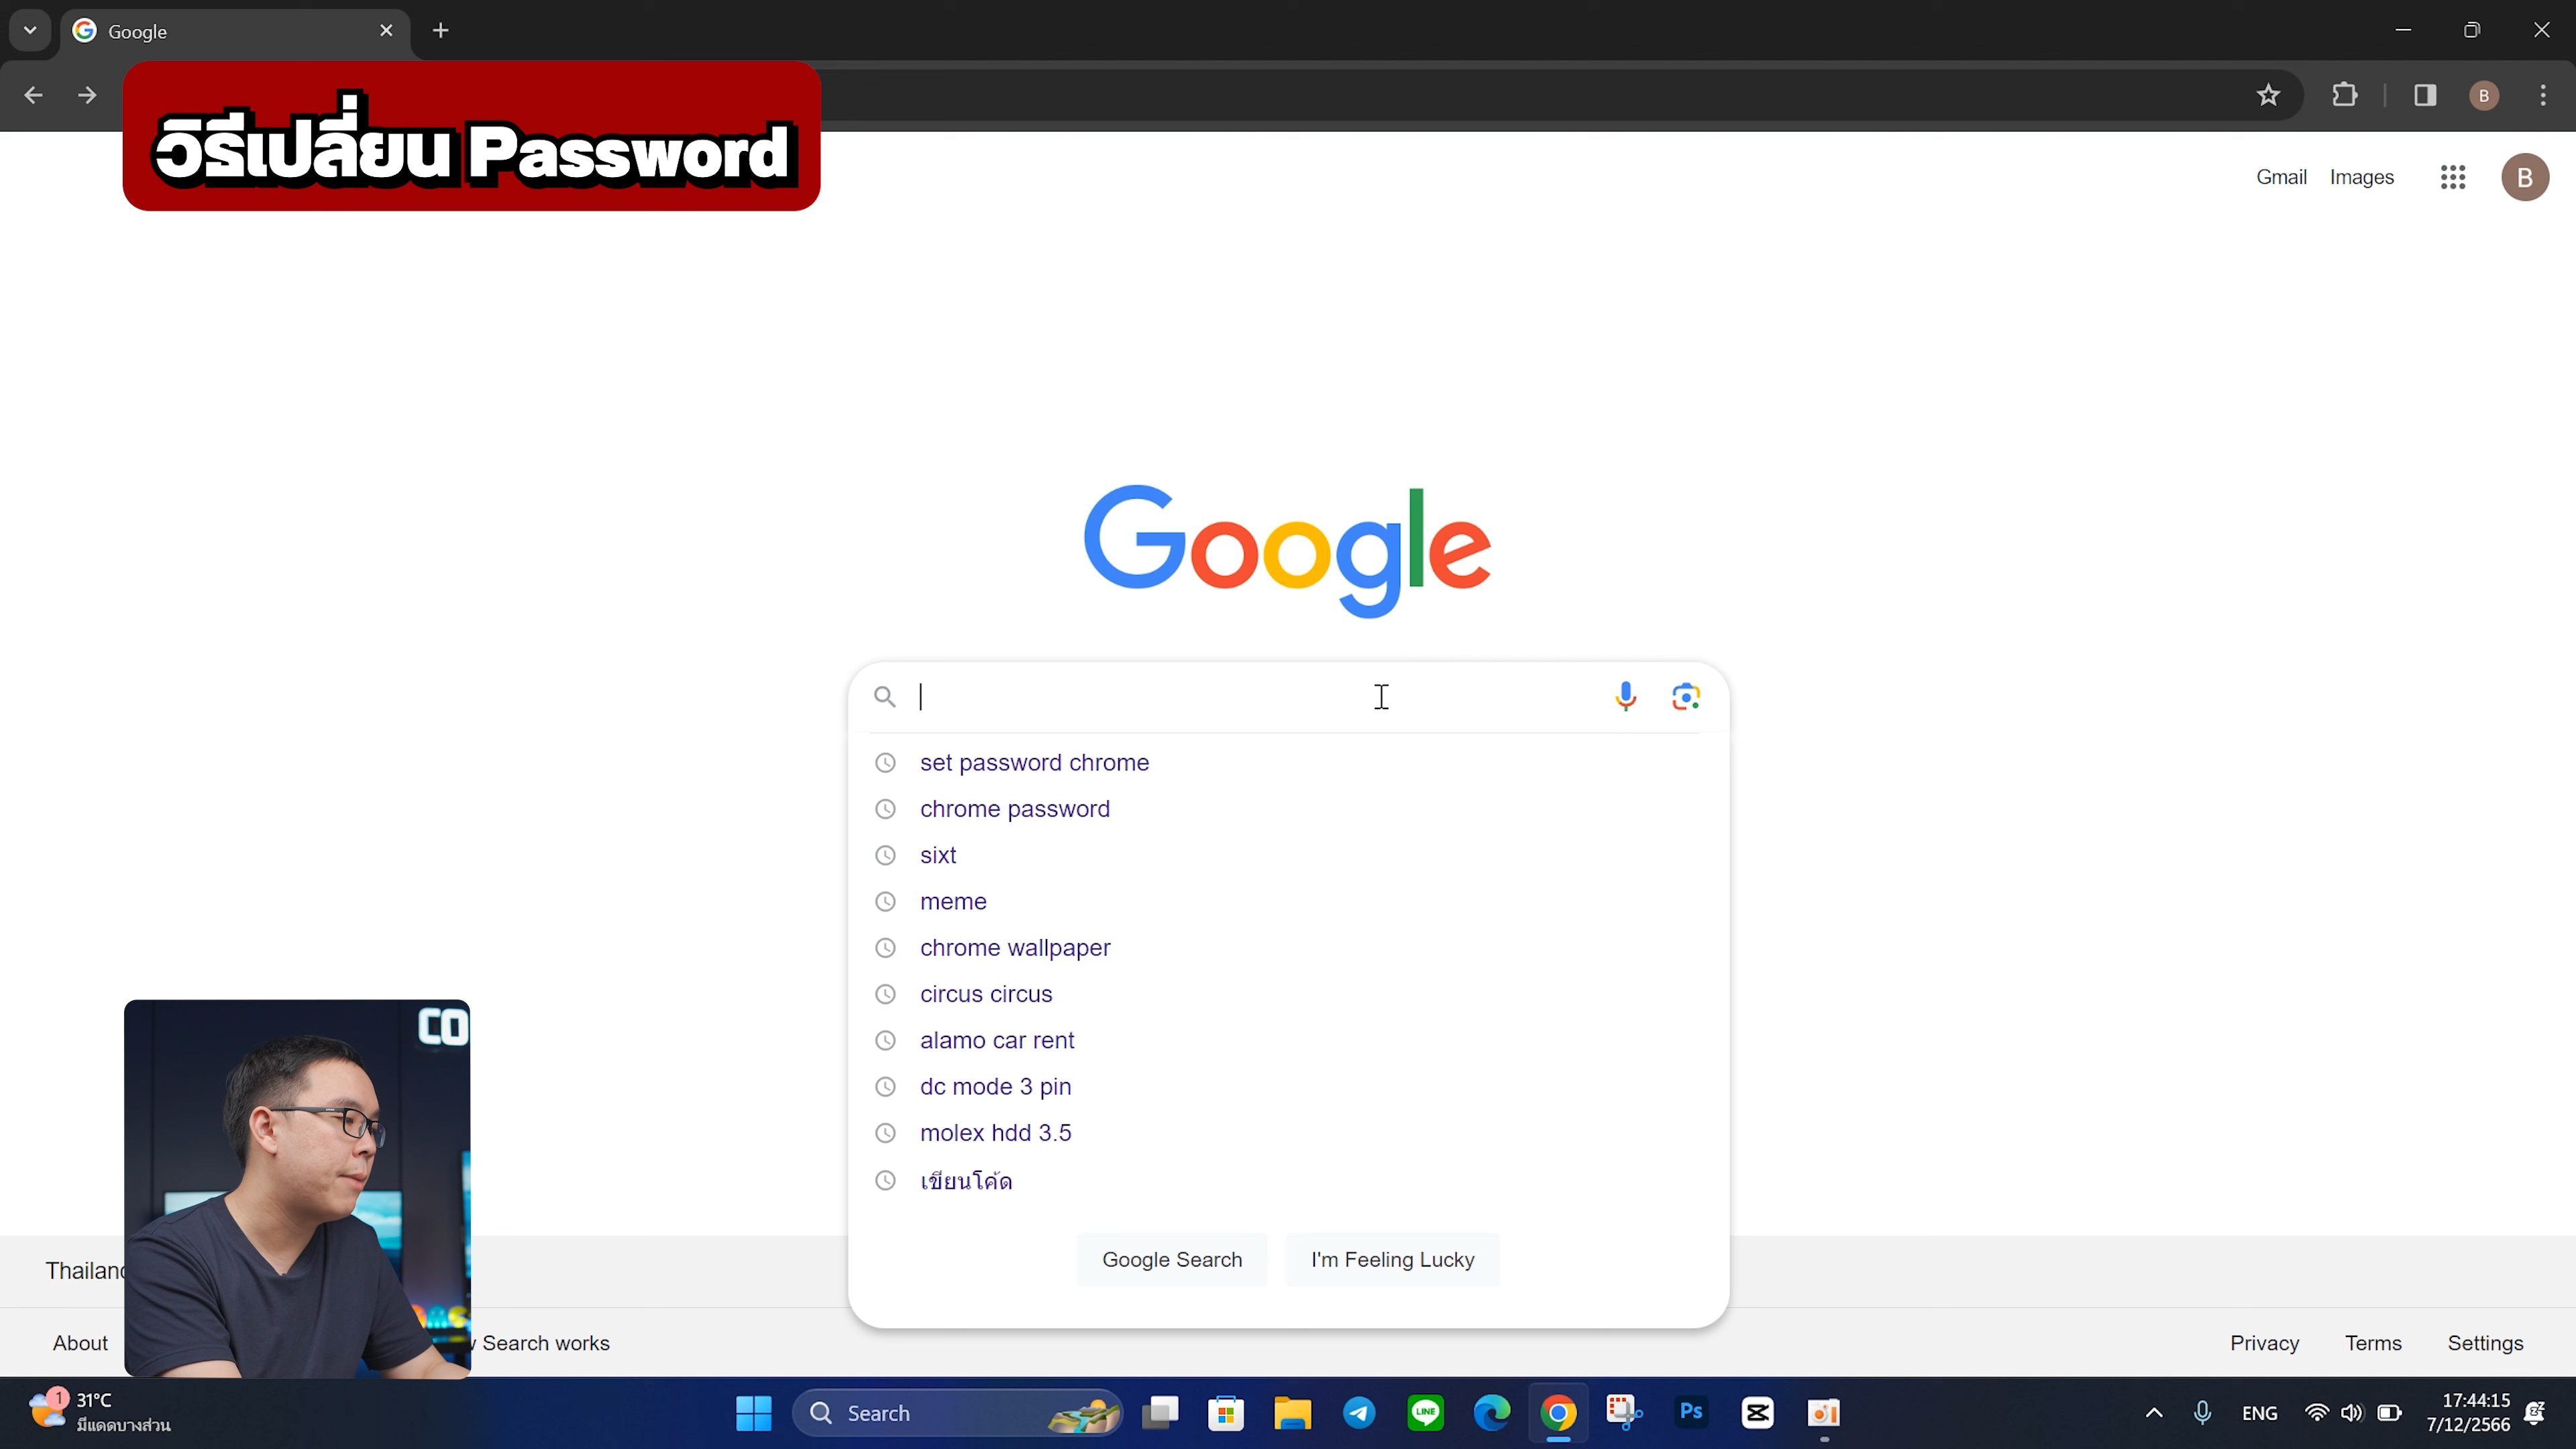 Google
วิธีเปลี่ยน Password
B
Gmail Images
B
Google
set password chrome
chrome password
sixt
meme
chrome wallpaper
circus circus
alamo car rent
dc mode 3 pin
molex hdd 3.5
เขียนโค้ด
Google Search I'm Feeling Lucky
CO
Search works
About
Privacy Terms Settings
1
31°C
มีแดดบางส่วน
Search
LINE
Ps
ENG
17:44:15
7/12/2566